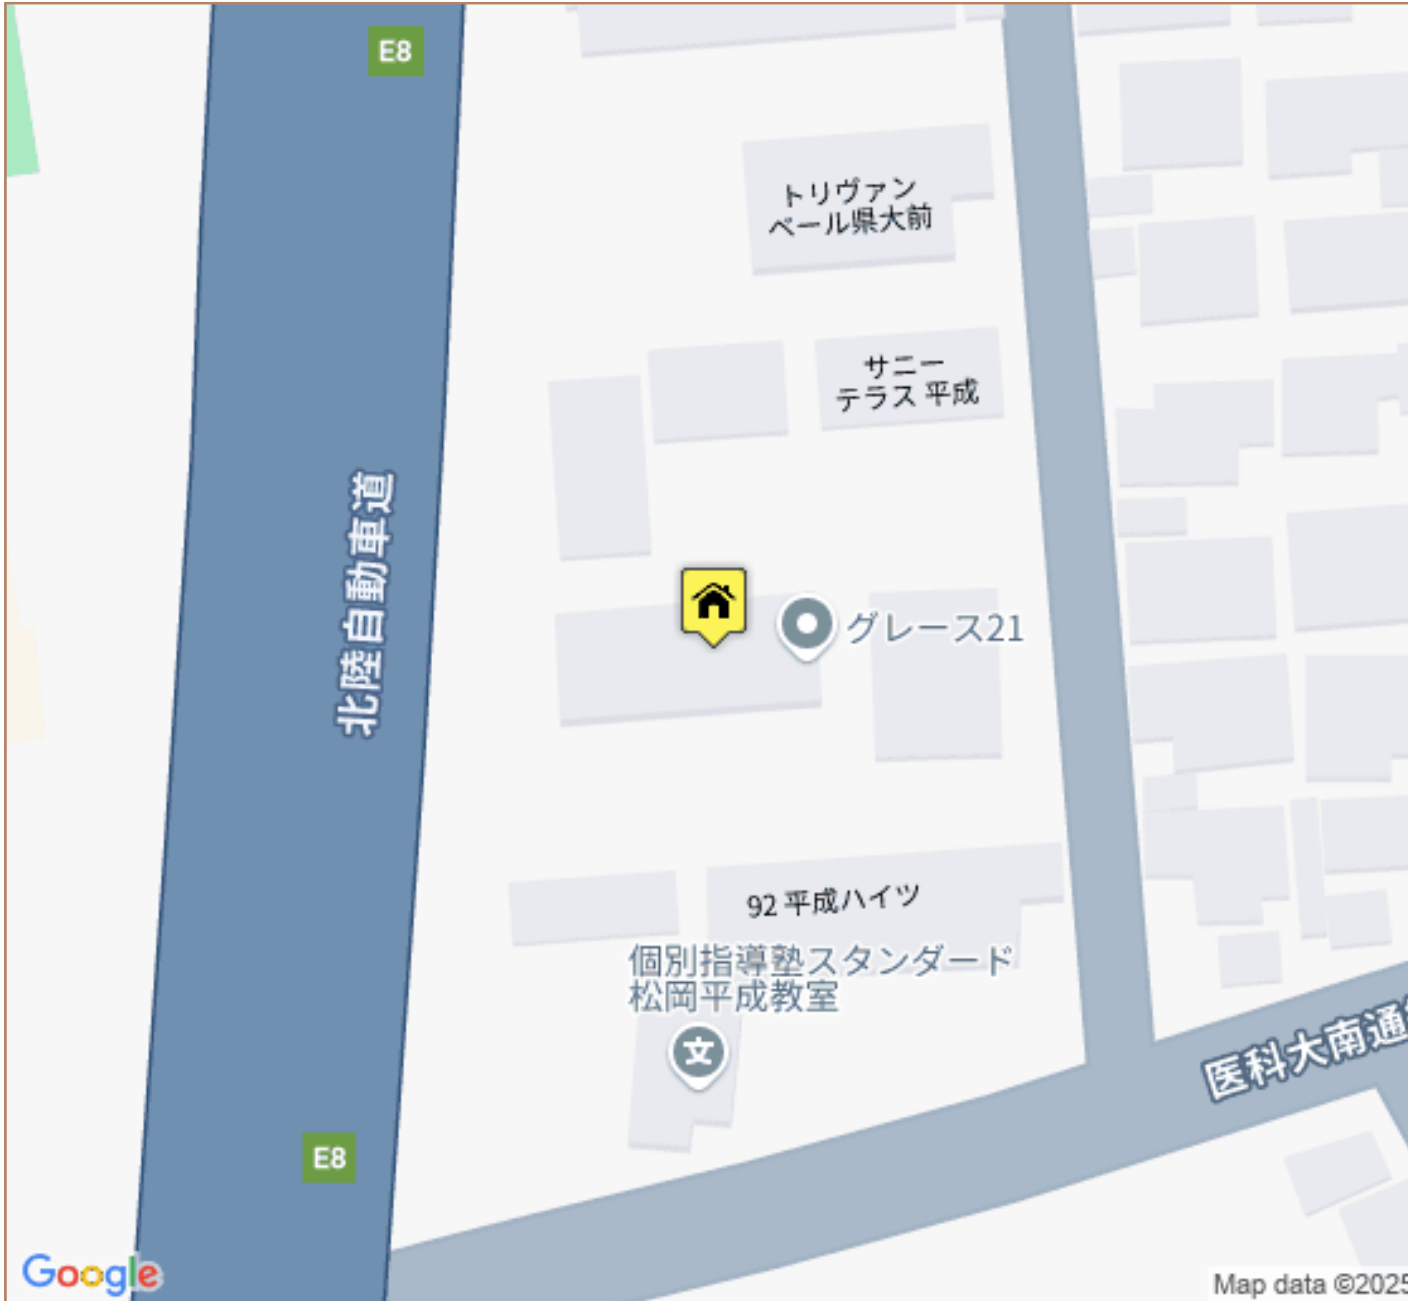 E8
トリヴァン
ベール県大前
サニー
テラス 平成
北陸自動車道
グレース21
92 平成ハイツ
個別指導塾スタンダード
松岡平成教室
文
医科大南通
E8
Google
Map data ©2025